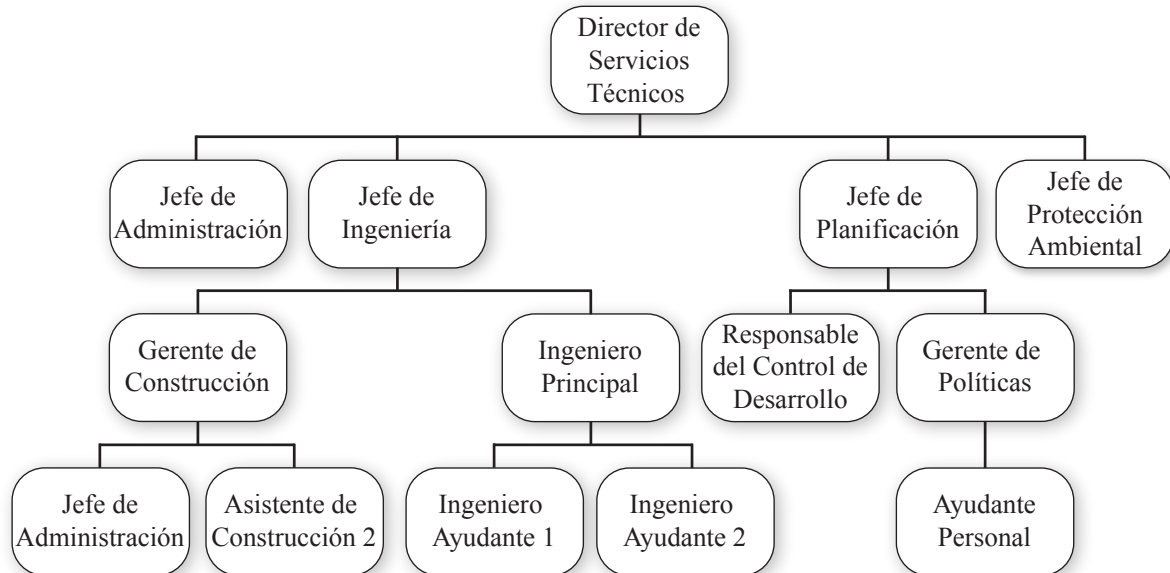 Director de
Servicios
Técnicos
Jefe de
Administración
Jefe de
Ingeniería
Jefe de
Planificación
Jefe de
Protección
Ambiental
Gerente de
Construcción
Ingeniero
Principal
Responsable
del Control de
Desarrollo
Gerente de
Políticas
Jefe de
Administración
Asistente de
Construcción 2
Ingeniero
Ayudante 1
Ingeniero
Ayudante 2
Ayudante
Personal